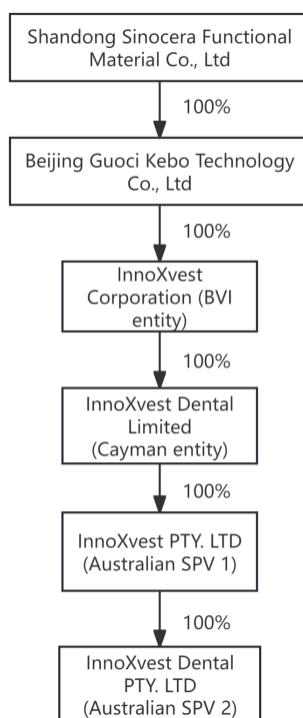 Shandong Sinocera Functional
Material Co., Ltd
100%
Beijing Guoci Kebo Technology
Co., Ltd
100%
InnoXvest
Corporation (BVI
entity)
100%
InnoXvest Dental
Limited
(Cayman entity)
100%
InnoXvest PTY. LTD
(Australian SPV 1)
100%
InnoXvest Dental
PTY. LTD
(Australian SPV 2)